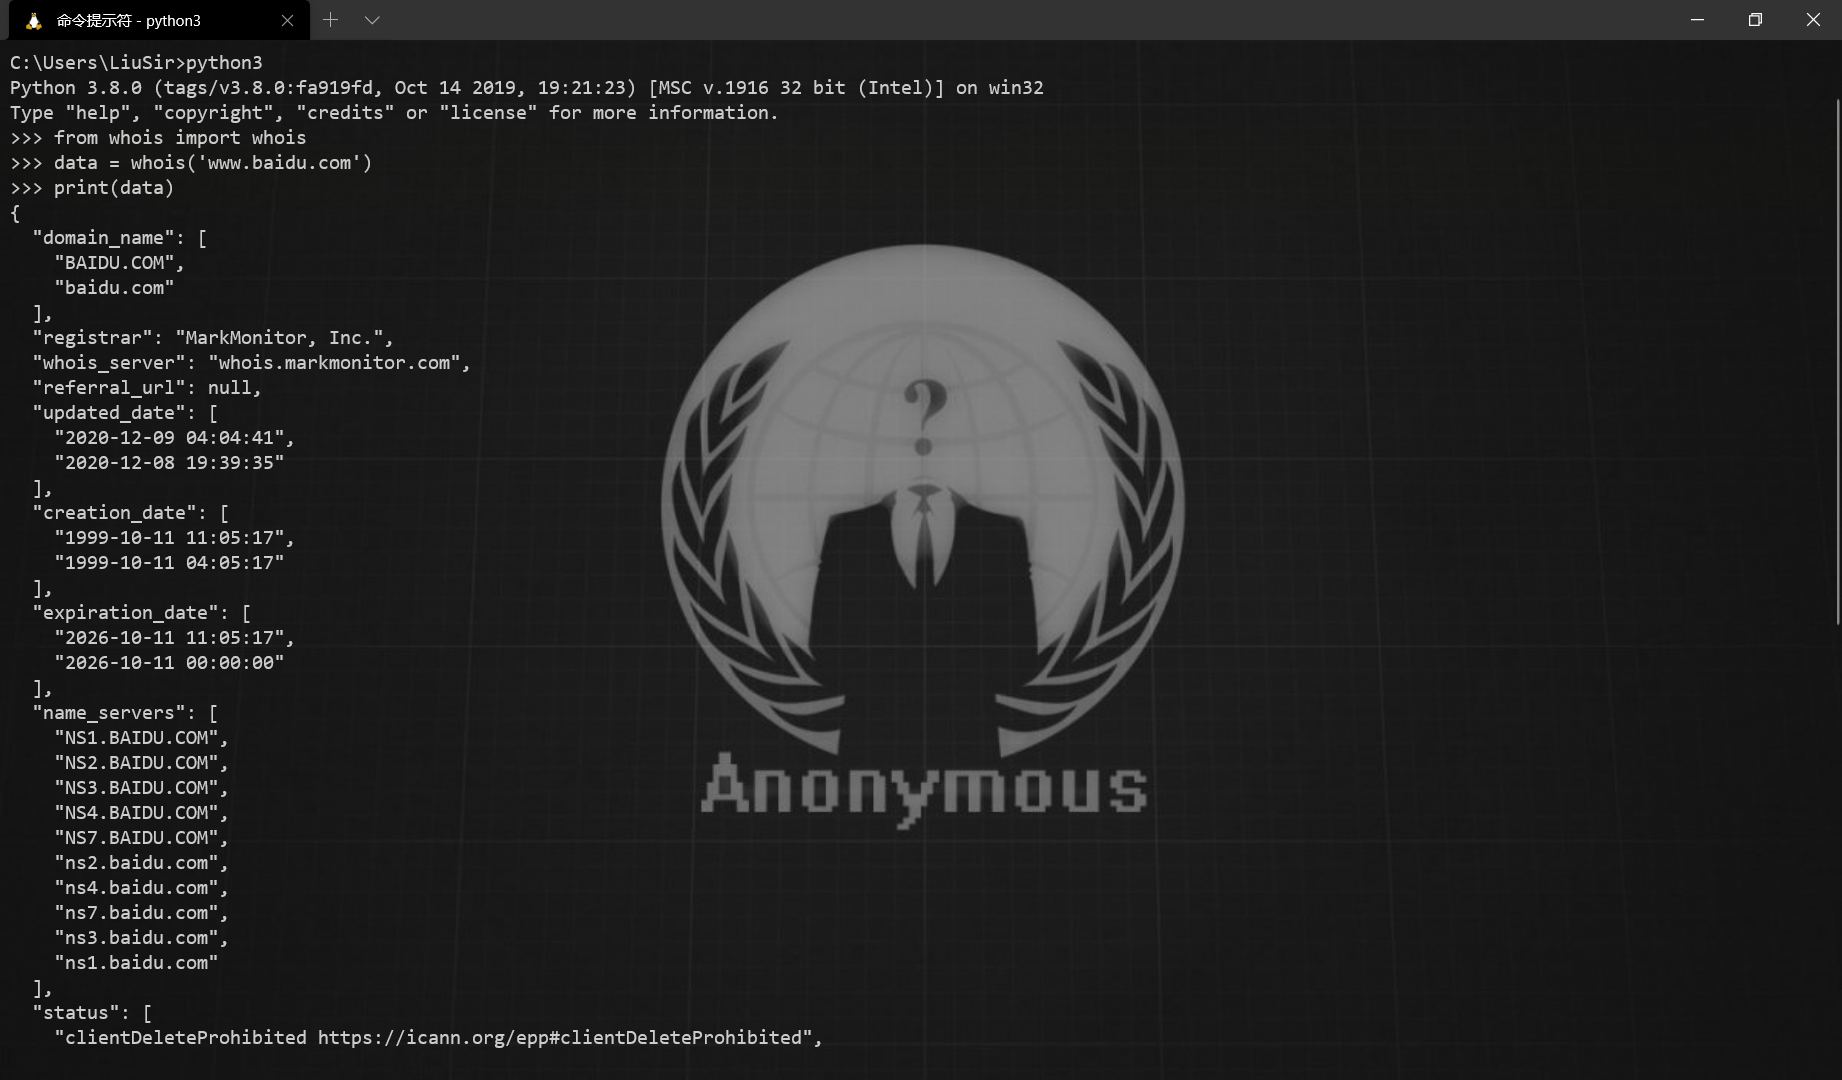 命令提示符 - python3
C:\Users\LiuSir>python3
Python 3.8.0 (tags/v3.8.0:fa919fd, Oct 14 2019, 19:21:23) [MSC v.1916 32 bit (Intel)] on win32
Type "help", "copyright", "credits" or "license" for more information.
>>> from whois import whois
>>> data = whois('www.baidu.com')
>>> print(data)
{
  "domain_name": [
    "BAIDU.COM",
    "baidu.com"
  ],
  "registrar": "MarkMonitor, Inc.",
  "whois_server": "whois.markmonitor.com",
  "referral_url": null,
  "updated_date": [
    "2020-12-09 04:04:41",
    "2020-12-08 19:39:35"
  ],
  "creation_date": [
    "1999-10-11 11:05:17",
    "1999-10-11 04:05:17"
  ],
  "expiration_date": [
    "2026-10-11 11:05:17",
    "2026-10-11 00:00:00"
  ],
  "name_servers": [
    "NS1.BAIDU.COM",
    "NS2.BAIDU.COM",
    "NS3.BAIDU.COM",
    "NS4.BAIDU.COM",
    "NS7.BAIDU.COM",
    "ns2.baidu.com",
    "ns4.baidu.com",
    "ns7.baidu.com",
    "ns3.baidu.com",
    "ns1.baidu.com"
  ],
  "status": [
    "clientDeleteProhibited https://icann.org/epp#clientDeleteProhibited",
?
Anonymous